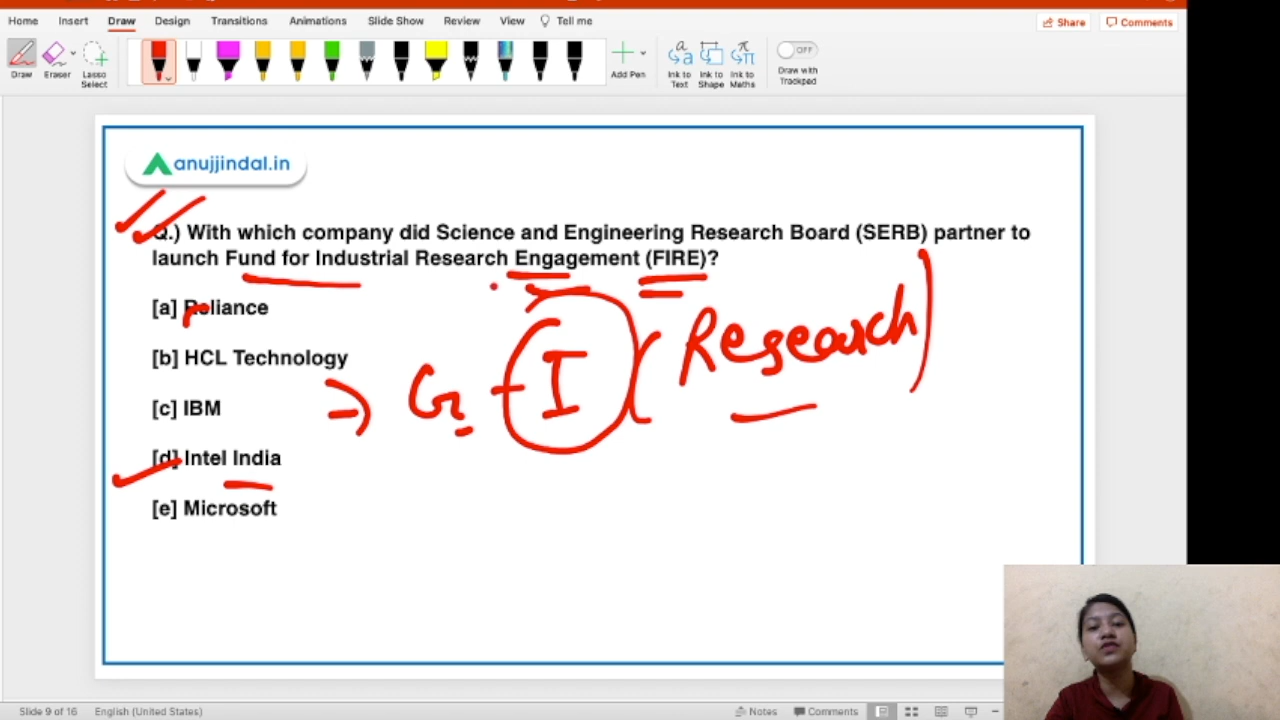 Home Insert Draw Design Transitions Animations Slide Show Review View Tell me Share Comments
Draw Eraser Lasso Select Add Pen Ink to Text Ink to Shape Ink to Maths OFF Draw with Trackpad
anujjindal.in
Q.) With which company did Science and Engineering Research Board (SERB) partner to
launch Fund for Industrial Research Engagement (FIRE)?
[a] Reliance
[b] HCL Technology
[c] IBM
[d] Intel India
[e] Microsoft
⇒ G - I (Research)
Slide 9 of 16 English (United States) Notes Comments